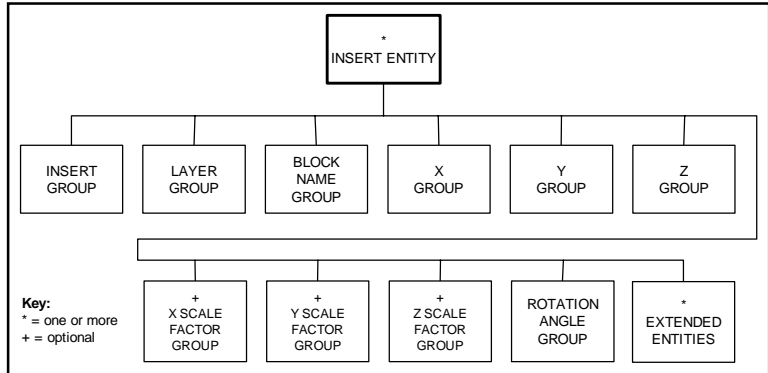 *
INSERT ENTITY
INSERT
GROUP
LAYER
GROUP
BLOCK
NAME
GROUP
X
GROUP
Y
GROUP
Z
GROUP
Key:
* = one or more
+ = optional
+
X SCALE
FACTOR
GROUP
+
Y SCALE
FACTOR
GROUP
+
Z SCALE
FACTOR
GROUP
ROTATION
ANGLE
GROUP
*
EXTENDED
ENTITIES